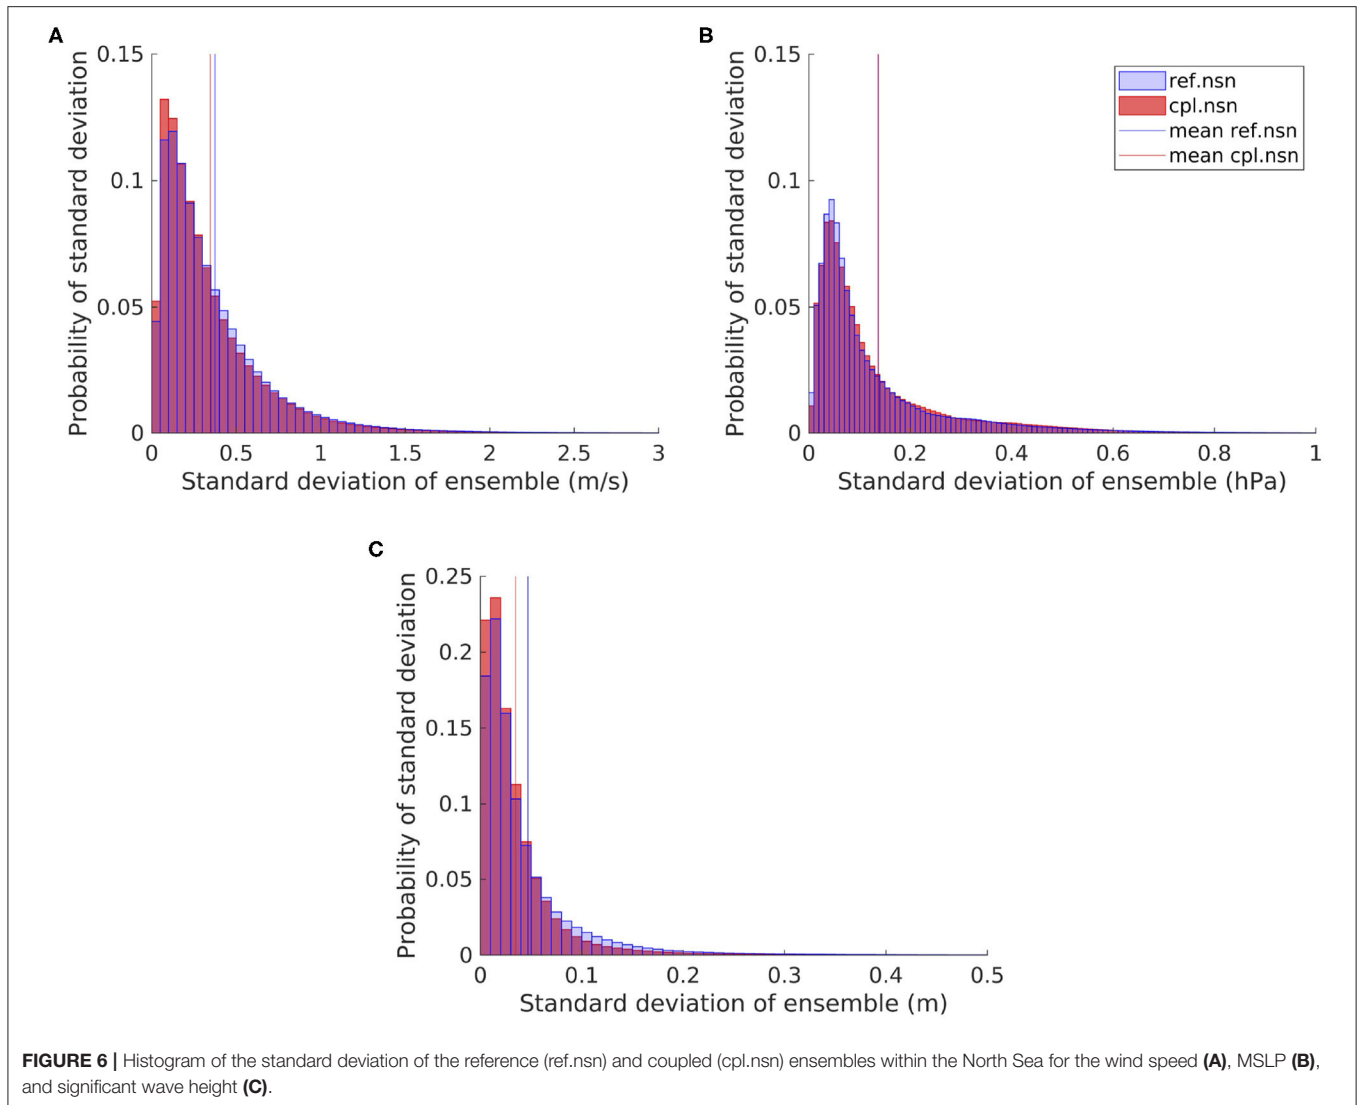 A
Probability of standard deviation
0.15
0.1
0.05
0
0 0.5 1 1.5 2 2.5 3
Standard deviation of ensemble (m/s)
B
Probability of standard deviation
0.15
0.1
0.05
0
0 0.2 0.4 0.6 0.8 1
Standard deviation of ensemble (hPa)
ref.nsn
cpl.nsn
mean ref.nsn
mean cpl.nsn
C
Probability of standard deviation
0.25
0.2
0.15
0.1
0.05
0
0 0.1 0.2 0.3 0.4 0.5
Standard deviation of ensemble (m)
FIGURE 6 | Histogram of the standard deviation of the reference (ref.nsn) and coupled (cpl.nsn) ensembles within the North Sea for the wind speed (A), MSLP (B),
and significant wave height (C).